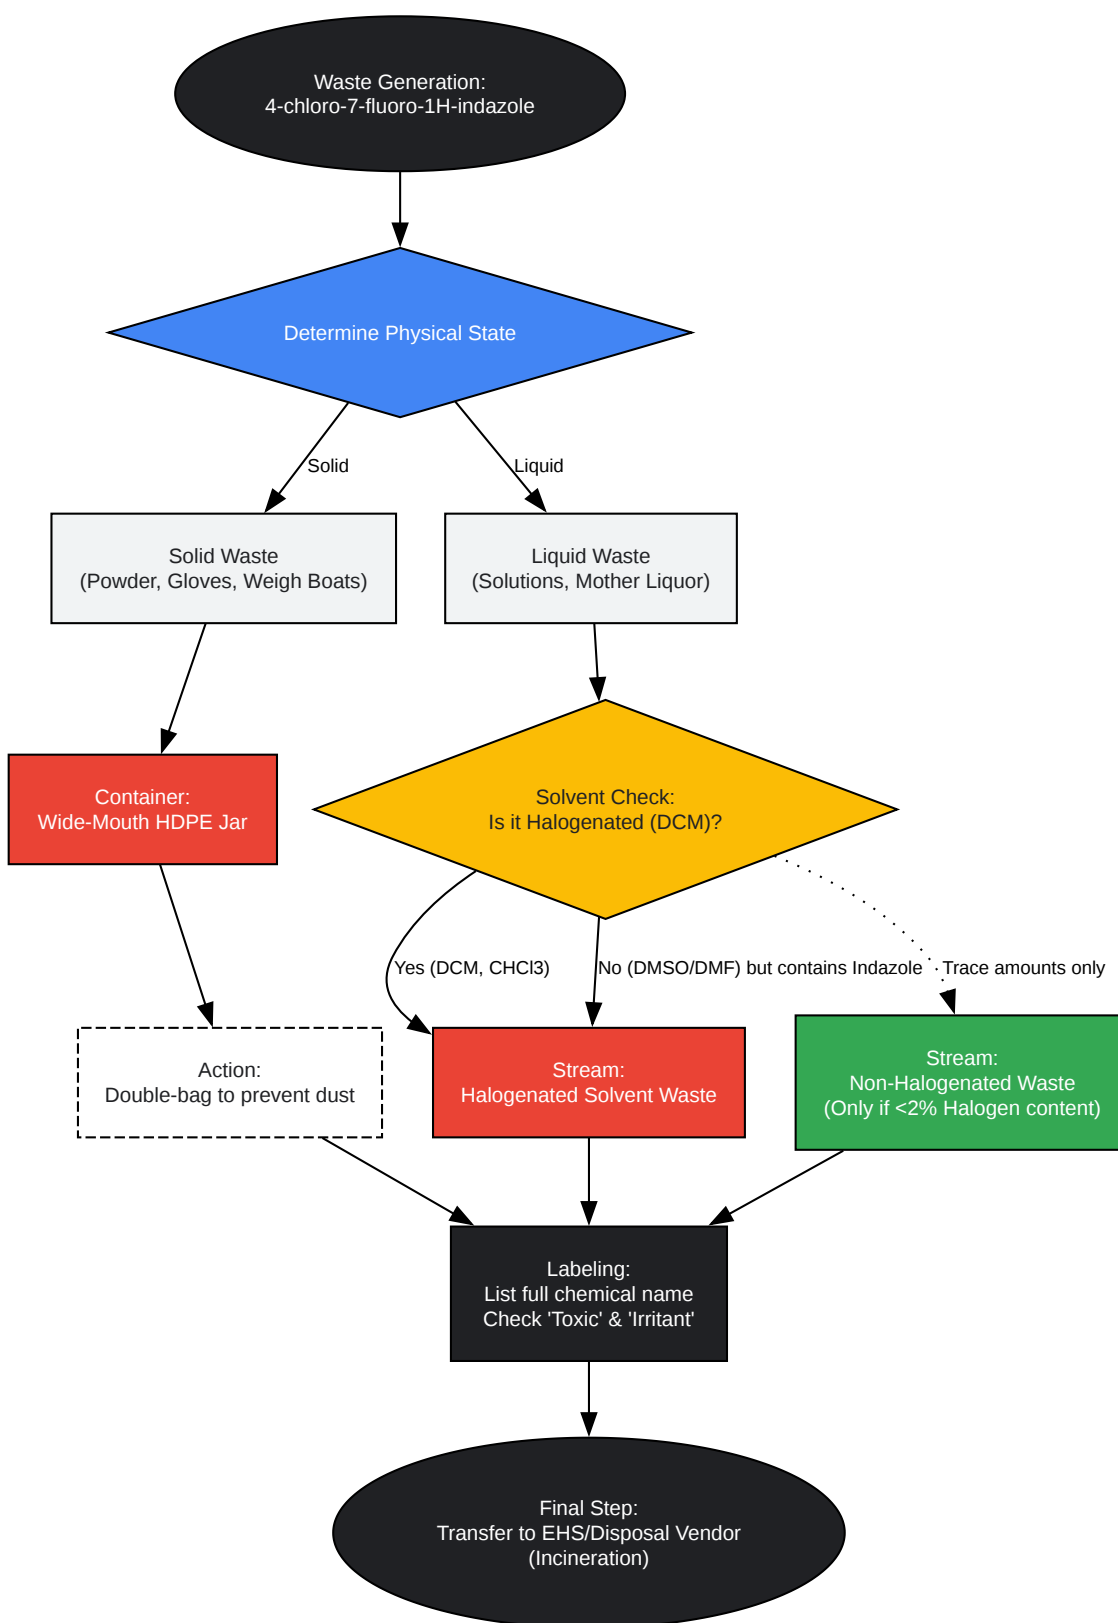 Waste Generation:
4-chloro-7-fluoro-1H-indazole
Determine Physical State
Solid
Liquid
Solid Waste
(Powder, Gloves, Weigh Boats)
Liquid Waste
(Solutions, Mother Liquor)
Container:
Wide-Mouth HDPE Jar
Solvent Check:
Is it Halogenated (DCM)?
Yes (DCM, CHCl3)
No (DMSO/DMF) but contains Indazole
Trace amounts only
Action:
Double-bag to prevent dust
Stream:
Halogenated Solvent Waste
Stream:
Non-Halogenated Waste
(Only if <2% Halogen content)
Labeling:
List full chemical name
Check 'Toxic' & 'Irritant'
Final Step:
Transfer to EHS/Disposal Vendor
(Incineration)